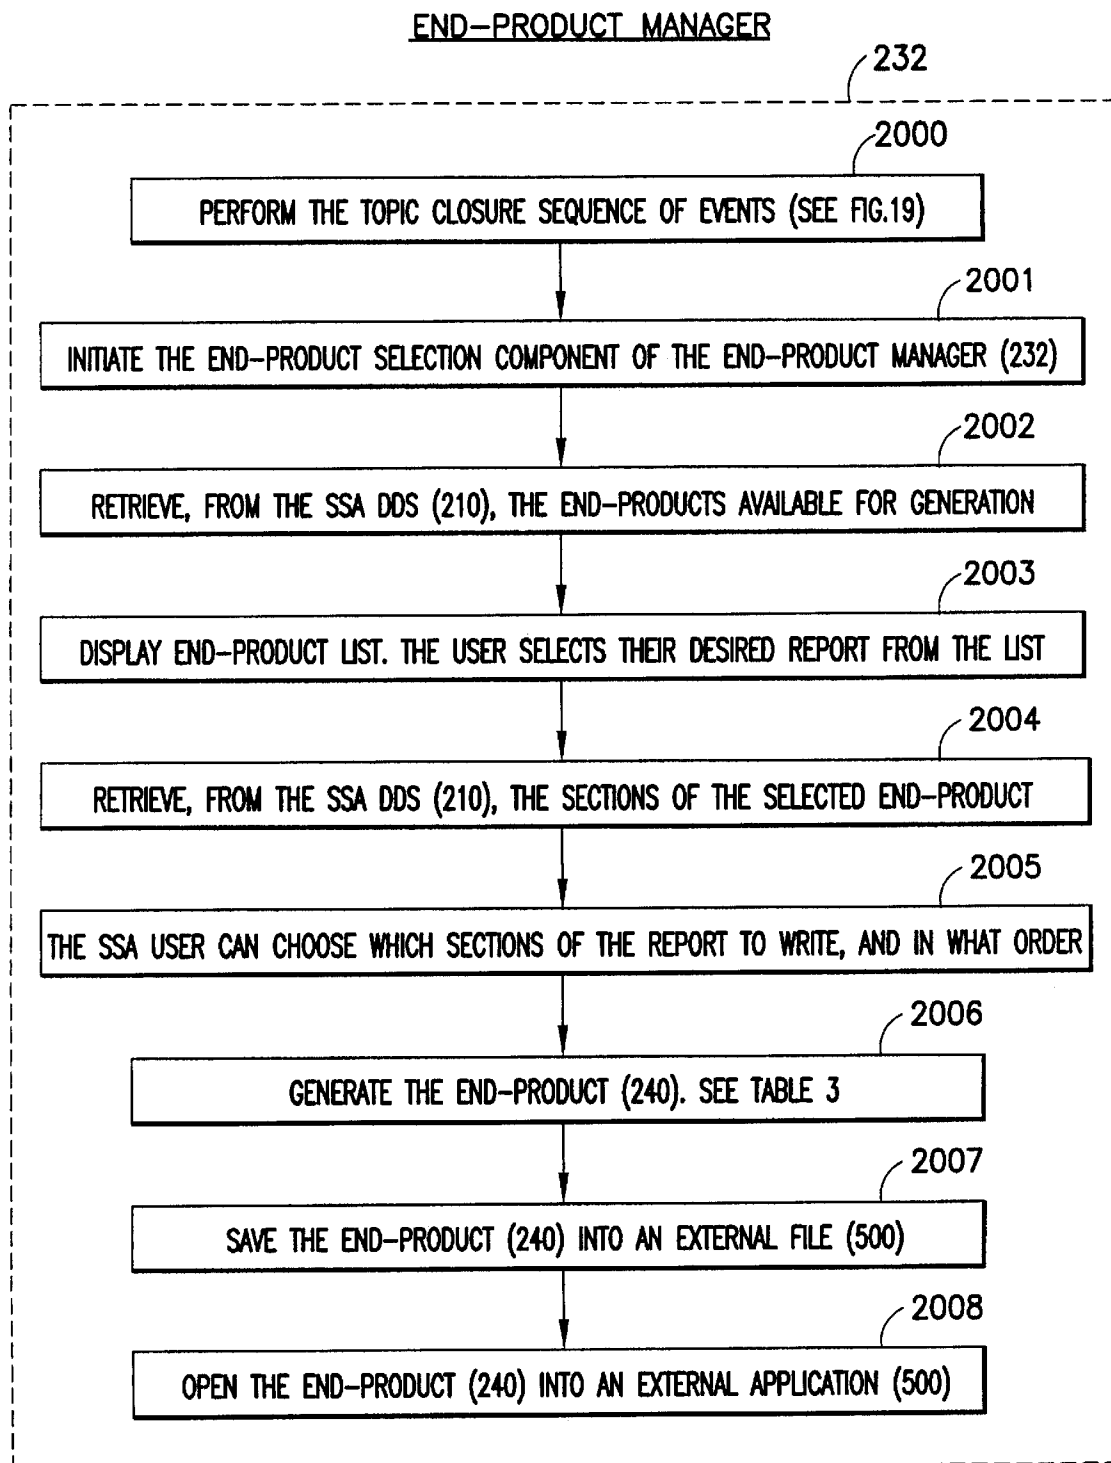 END-PRODUCT MANAGER
232
2000
PERFORM THE TOPIC CLOSURE SEQUENCE OF EVENTS (SEE FIG.19)
2001
INITIATE THE END-PRODUCT SELECTION COMPONENT OF THE END-PRODUCT MANAGER (232)
2002
RETRIEVE, FROM THE SSA DDS (210), THE END-PRODUCTS AVAILABLE FOR GENERATION
2003
DISPLAY END-PRODUCT LIST. THE USER SELECTS THEIR DESIRED REPORT FROM THE LIST
2004
RETRIEVE, FROM THE SSA DDS (210), THE SECTIONS OF THE SELECTED END-PRODUCT
2005
THE SSA USER CAN CHOOSE WHICH SECTIONS OF THE REPORT TO WRITE, AND IN WHAT ORDER
2006
GENERATE THE END-PRODUCT (240). SEE TABLE 3
2007
SAVE THE END-PRODUCT (240) INTO AN EXTERNAL FILE (500)
2008
OPEN THE END-PRODUCT (240) INTO AN EXTERNAL APPLICATION (500)